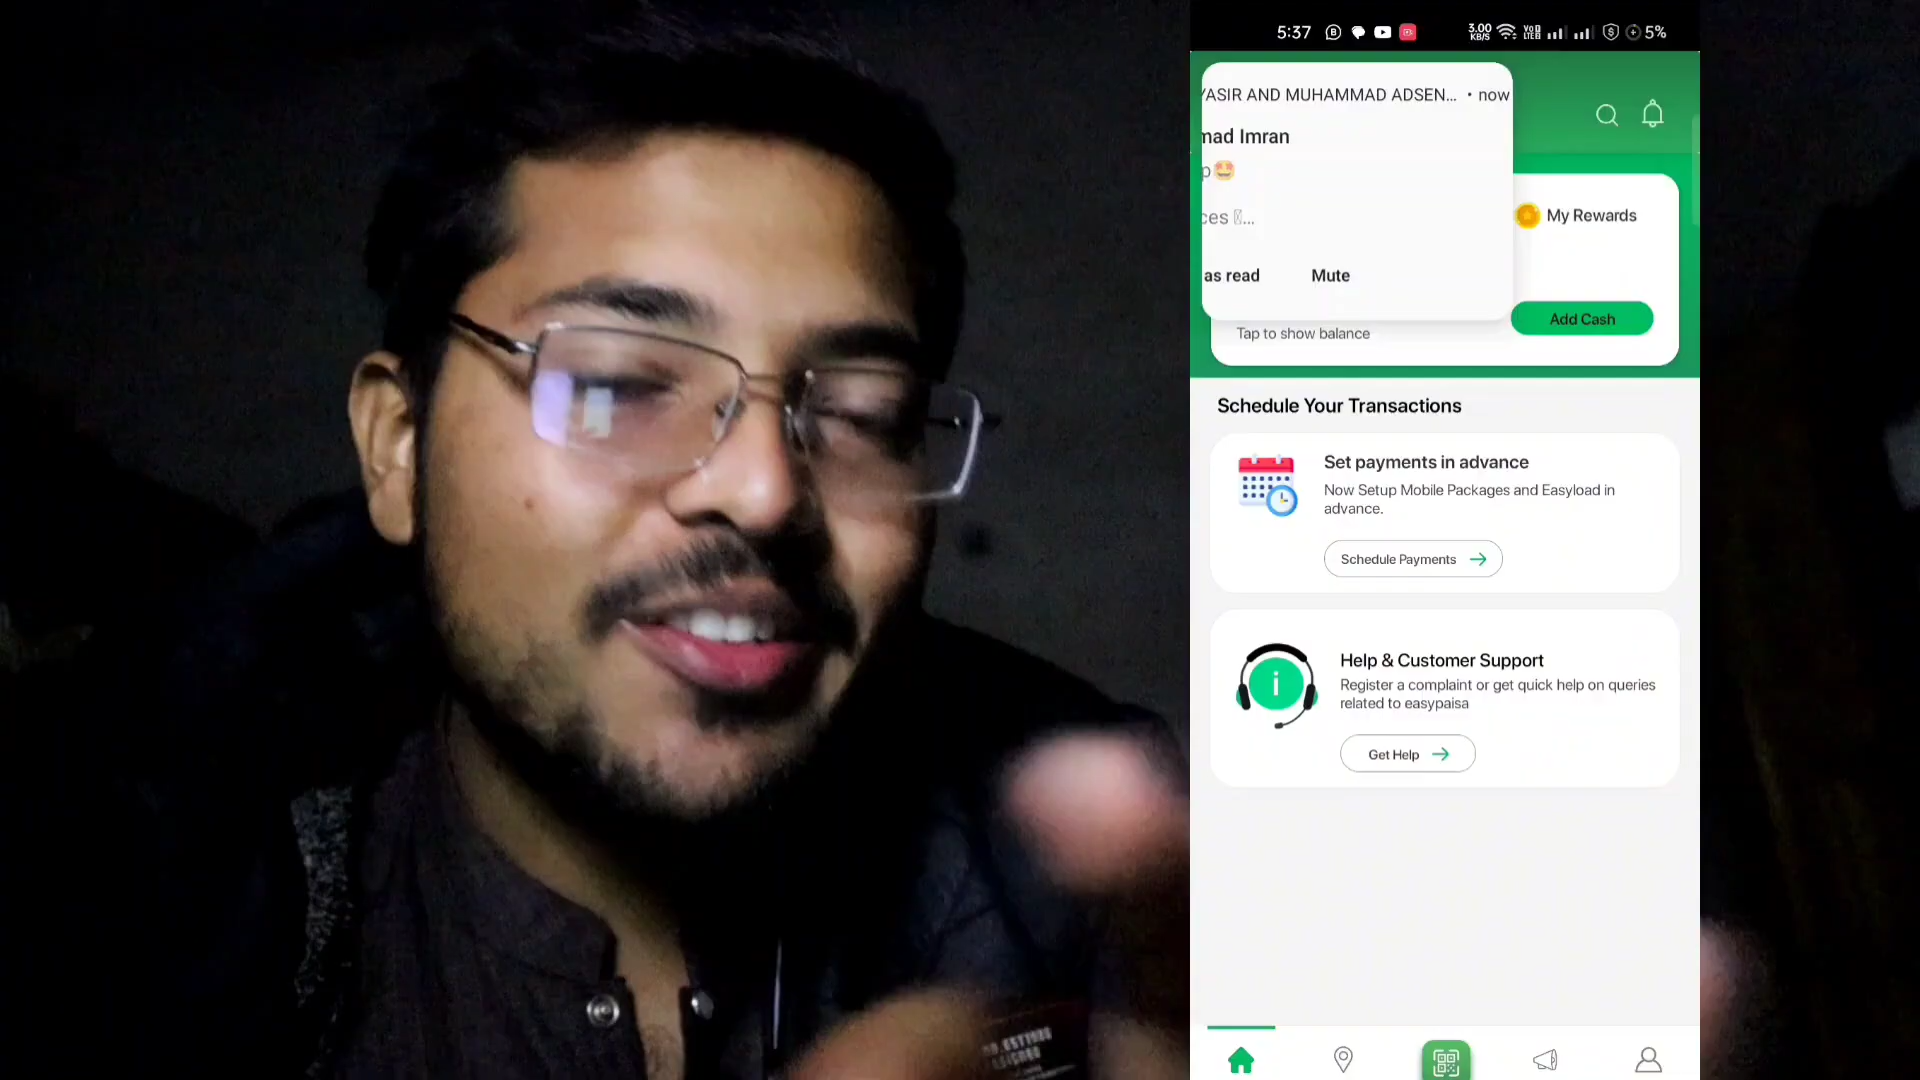 5:37
3.00
KB/S
5%
YASIR AND MUHAMMAD ADSEN... • now
mad Imran
p🤩
ces
as read
Mute
My Rewards
Add Cash
Tap to show balance
Schedule Your Transactions
Set payments in advance
Now Setup Mobile Packages and Easyload in
advance.
Schedule Payments
Help & Customer Support
Register a complaint or get quick help on queries
related to easypaisa
Get Help